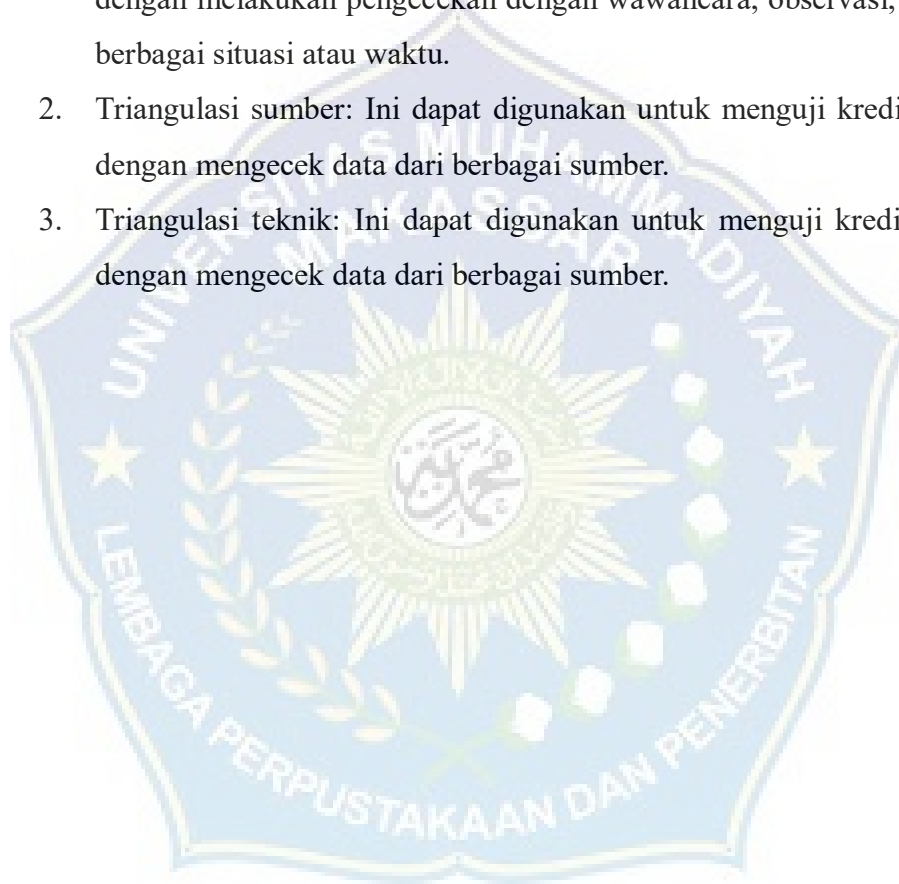 dengan melakukan pengecekan dengan wawancara, observasi,
berbagai situasi atau waktu.
2. Triangulasi sumber: Ini dapat digunakan untuk menguji kredi
dengan mengecek data dari berbagai sumber.
3. Triangulasi teknik: Ini dapat digunakan untuk menguji kredi
dengan mengecek data dari berbagai sumber.
UNIVERSITAS MUHAMMADIYAH
MAKASSAR
LEMBAGA PERPUSTAKAAN DAN PENERBITAN
محمد